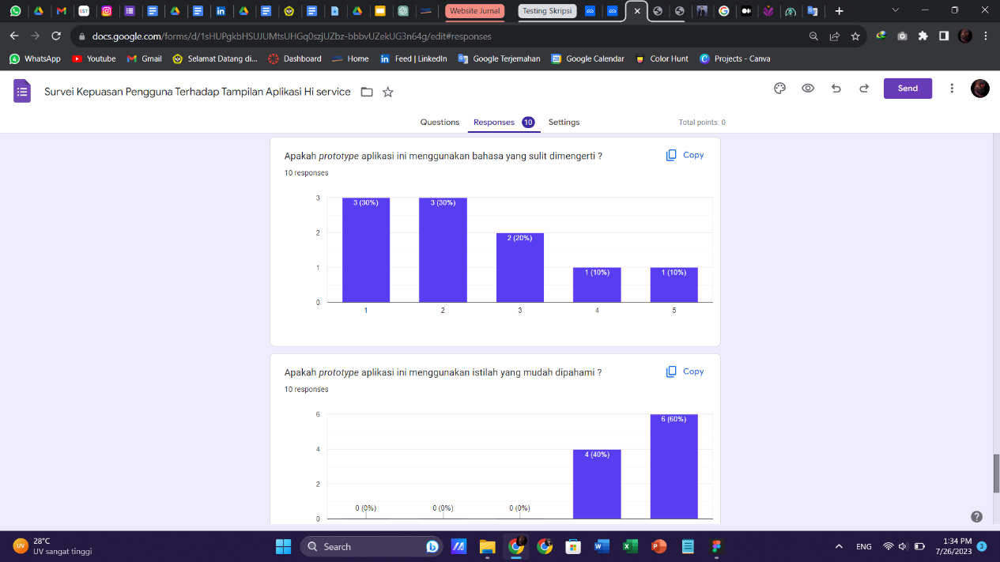 SST
Website Jurnal
Testing Skripsi
docs.google.com/forms/d/1sHUPgkbHSUJUMtsUHGq0szjUZbz-bbbvUZekUG3n64g/edit#responses
WhatsApp Youtube Gmail Selamat Datang di... Dashboard Home Feed | LinkedIn Google Terjemahan Google Calendar Color Hunt Projects - Canva
Survei Kepuasan Pengguna Terhadap Tampilan Aplikasi Hi service
Send
Questions Responses 10 Settings Total points: 0
Apakah prototype aplikasi ini menggunakan bahasa yang sulit dimengerti ?
Copy
10 responses
3
2
1
0
3 (30%)
3 (30%)
2 (20%)
1 (10%)
1 (10%)
1 2 3 4 5
Apakah prototype aplikasi ini menggunakan istilah yang mudah dipahami ?
Copy
10 responses
6
4
2
0
0 (0%)
0 (0%)
0 (0%)
4 (40%)
6 (60%)
UV
28°C
UV sangat tinggi
Search
ENG
1:34 PM
7/26/2023
3